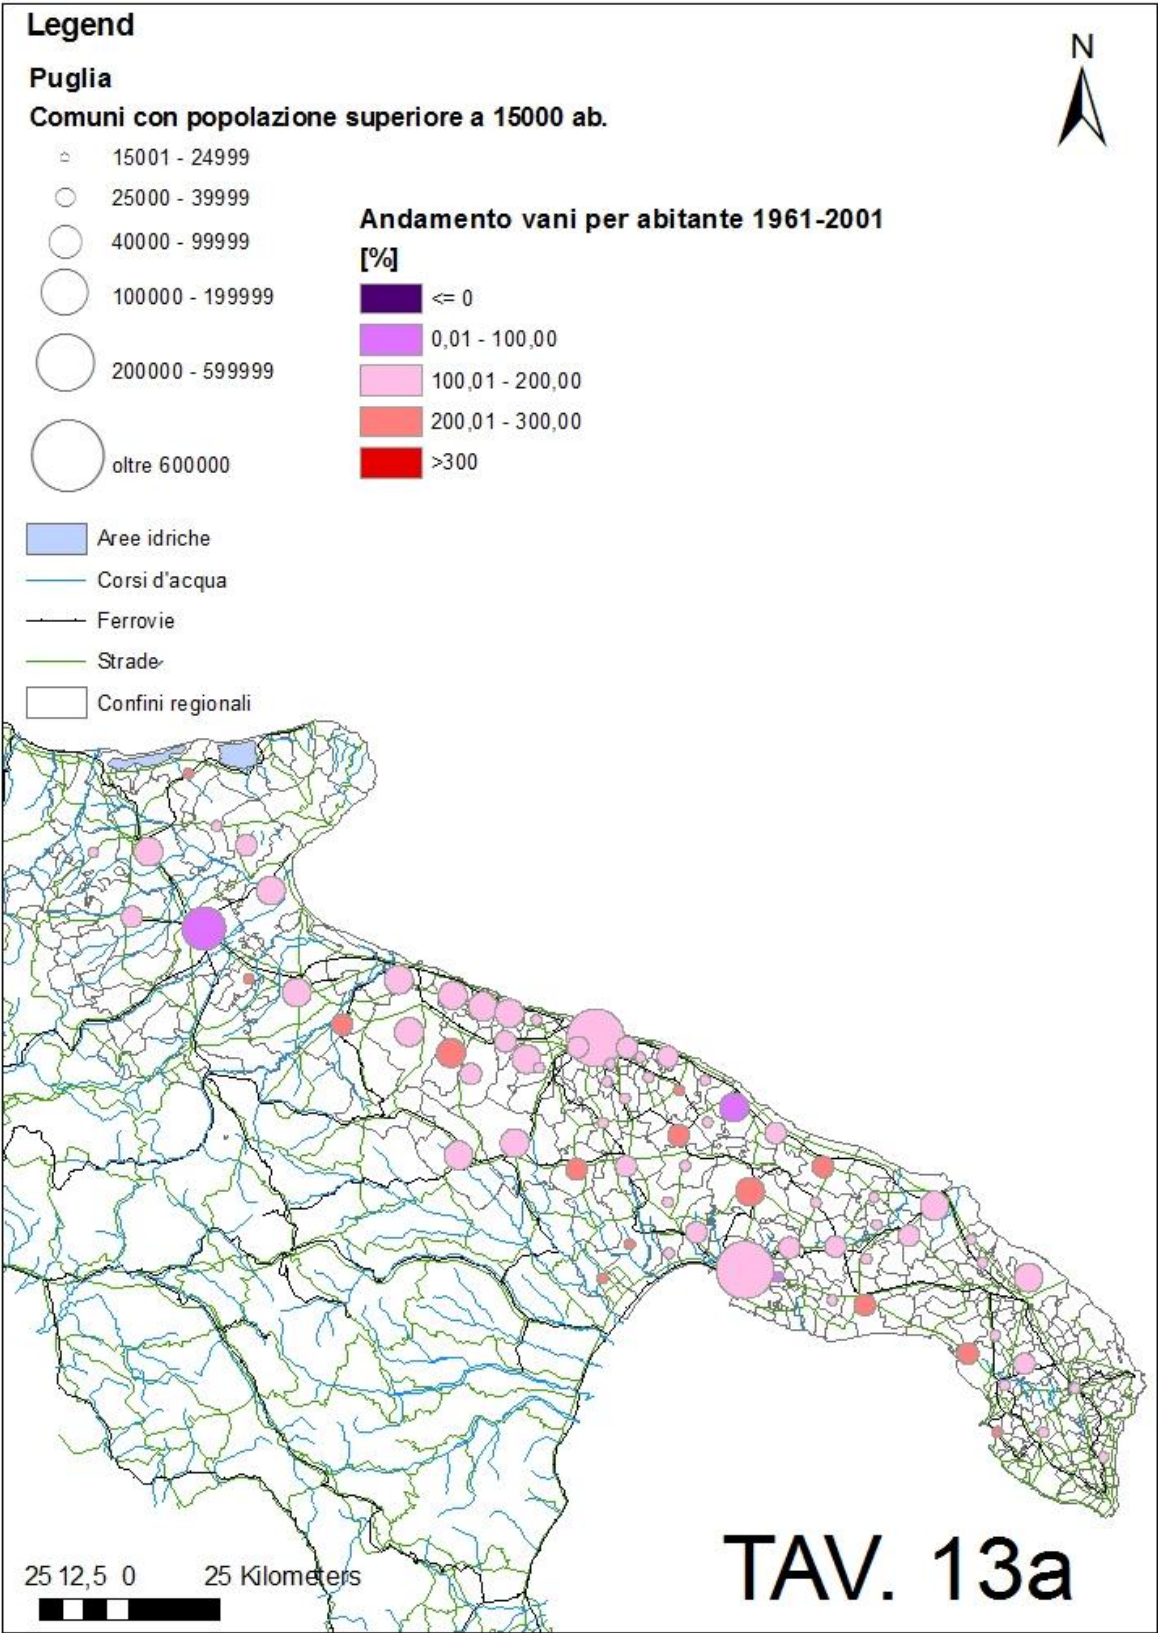 Legend
N
Puglia
Comuni con popolazione superiore a 15000 ab.
15001 - 24999
25000 - 39999
40000 - 99999
100000 - 199999
200000 - 599999
oltre 600000
Andamento vani per abitante 1961-2001
[%]
<= 0
0,01 - 100,00
100,01 - 200,00
200,01 - 300,00
>300
Aree idriche
Corsi d'acqua
Ferrovie
Strade
Confini regionali
25 12,5 0 25 Kilometers
TAV. 13a